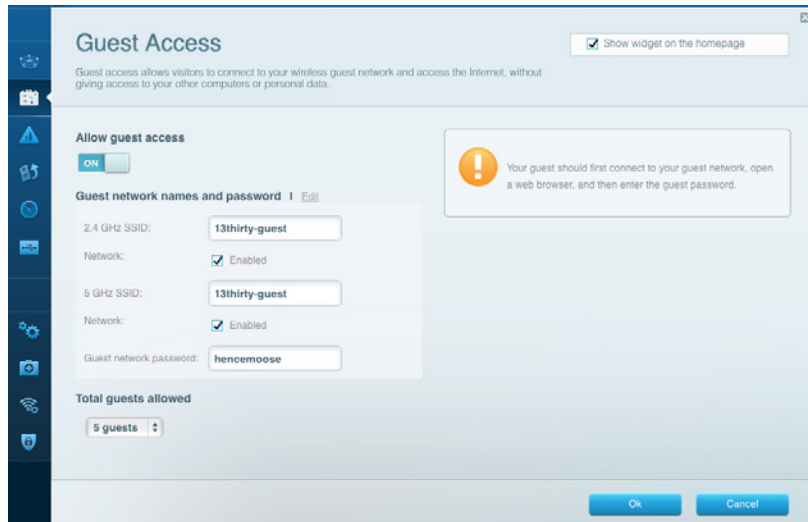 Guest Access
Show widget on the homepage
Guest access allows visitors to connect to your wireless guest network and access the Internet, without
giving access to your other computers or personal data.
Allow guest access
ON
Your guest should first connect to your guest network, open
a web browser, and then enter the guest password.
Guest network names and password | Edit
2.4 GHz SSID: 13thirty-guest
Network: Enabled
5 GHz SSID: 13thirty-guest
Network: Enabled
Guest network password: hencemoose
Total guests allowed
5 guests
Ok Cancel